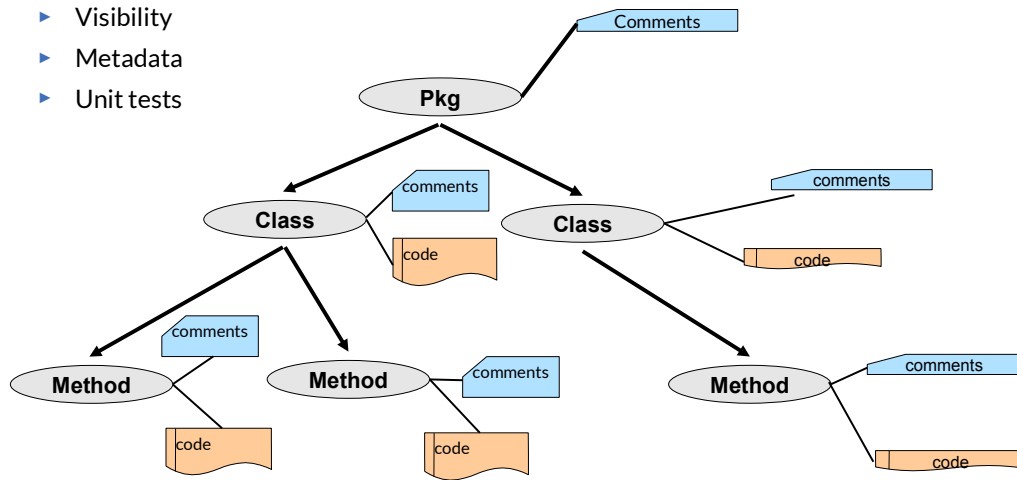 Visibility
Metadata
Unit tests
Comments
Pkg
comments
Class
code
comments
Class
code
comments
Method
code
Method
comments
code
Method
comments
code